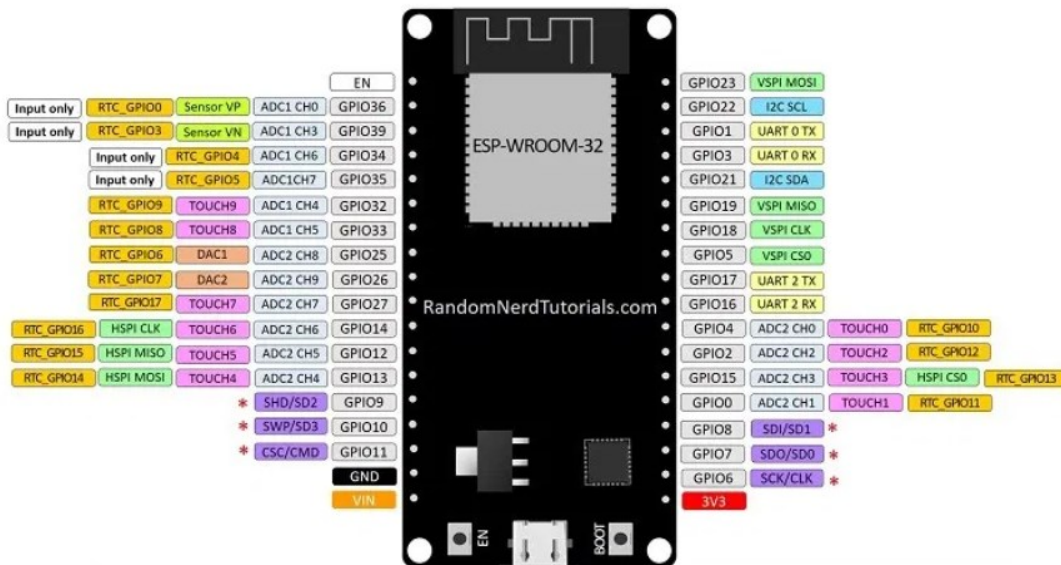 EN GPIO23 VSPI MOSI
Input only RTC_GPIO0 Sensor VP ADC1 CH0 GPIO36 GPIO22 I2C SCL
Input only RTC_GPIO3 Sensor VN ADC1 CH3 GPIO39 GPIO1 UART 0 TX
Input only RTC_GPIO4 ADC1 CH6 GPIO34 ESP-WROOM-32 GPIO3 UART 0 RX
Input only RTC_GPIO5 ADC1CH7 GPIO35 GPIO21 I2C SDA
RTC_GPIO9 TOUCH9 ADC1 CH4 GPIO32 GPIO19 VSPI MISO
RTC_GPIO8 TOUCH8 ADC1 CH5 GPIO33 GPIO18 VSPI CLK
RTC_GPIO6 DAC1 ADC2 CH8 GPIO25 GPIO5 VSPI CS0
RTC_GPIO7 DAC2 ADC2 CH9 GPIO26 GPIO17 UART 2 TX
RTC_GPIO17 TOUCH7 ADC2 CH7 GPIO27 RandomNerdTutorials.com GPIO16 UART 2 RX
RTC_GPIO16 HSPI CLK TOUCH6 ADC2 CH6 GPIO14 GPIO4 ADC2 CH0 TOUCH0 RTC_GPIO10
RTC_GPIO15 HSPI MISO TOUCH5 ADC2 CH5 GPIO12 GPIO2 ADC2 CH2 TOUCH2 RTC_GPIO12
RTC_GPIO14 HSPI MOSI TOUCH4 ADC2 CH4 GPIO13 GPIO15 ADC2 CH3 TOUCH3 HSPI CS0 RTC_GPIO13
* SHD/SD2 GPIO9 GPIO0 ADC2 CH1 TOUCH1 RTC_GPIO11
* SWP/SD3 GPIO10 GPIO8 SDI/SD1 *
* CSC/CMD GPIO11 GPIO7 SDO/SD0 *
GND GPIO6 SCK/CLK *
VIN 3V3
EN BOOT